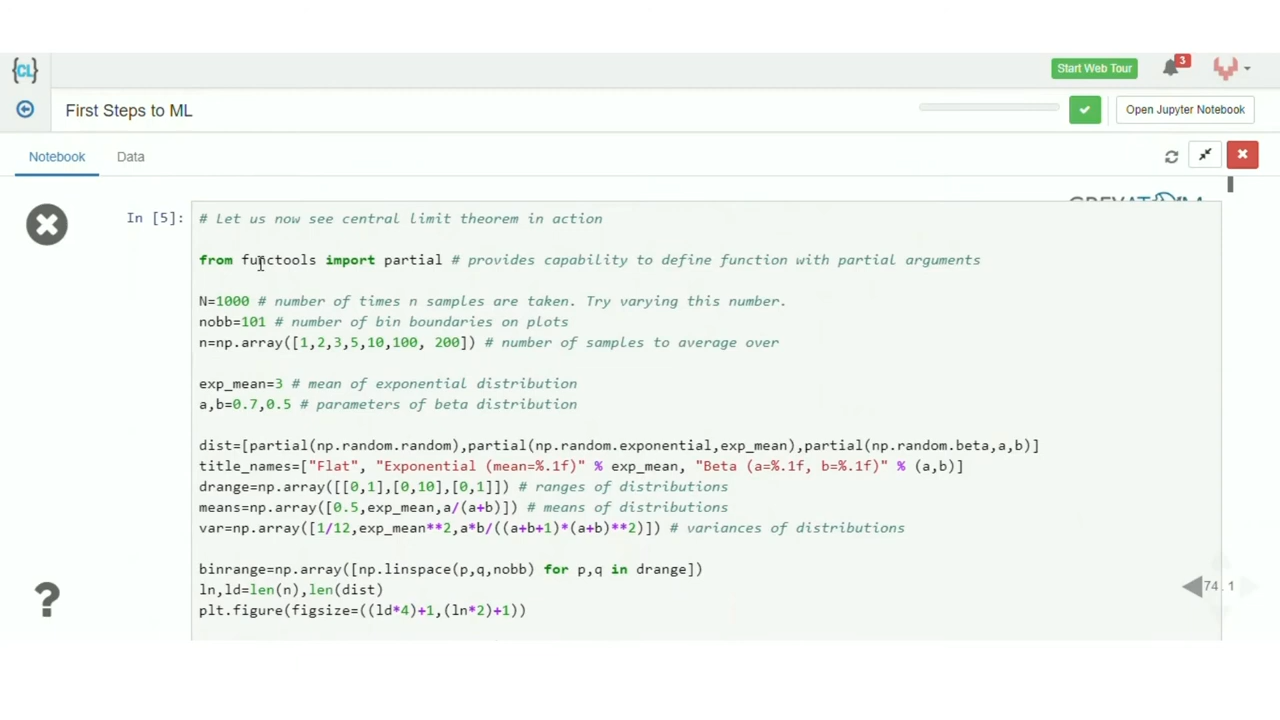 {CL}
Start Web Tour
3
First Steps to ML
Open Jupyter Notebook
Notebook
Data
In [5]:
# Let us now see central limit theorem in action
from functools import partial # provides capability to define function with partial arguments
N=1000 # number of times n samples are taken. Try varying this number.
nobb=101 # number of bin boundaries on plots
n=np.array([1,2,3,5,10,100, 200]) # number of samples to average over
exp_mean=3 # mean of exponential distribution
a,b=0.7,0.5 # parameters of beta distribution
dist=[partial(np.random.random),partial(np.random.exponential,exp_mean),partial(np.random.beta,a,b)]
title_names=["Flat", "Exponential (mean=%.1f)" % exp_mean, "Beta (a=%.1f, b=%.1f)" % (a,b)]
drange=np.array([[0,1],[0,10],[0,1]]) # ranges of distributions
means=np.array([0.5,exp_mean,a/(a+b)]) # means of distributions
var=np.array([1/12,exp_mean**2,a*b/((a+b+1)*(a+b)**2)]) # variances of distributions
binrange=np.array([np.linspace(p,q,nobb) for p,q in drange])
ln,ld=len(n),len(dist)
plt.figure(figsize=((ld*4)+1,(ln*2)+1))
74.1